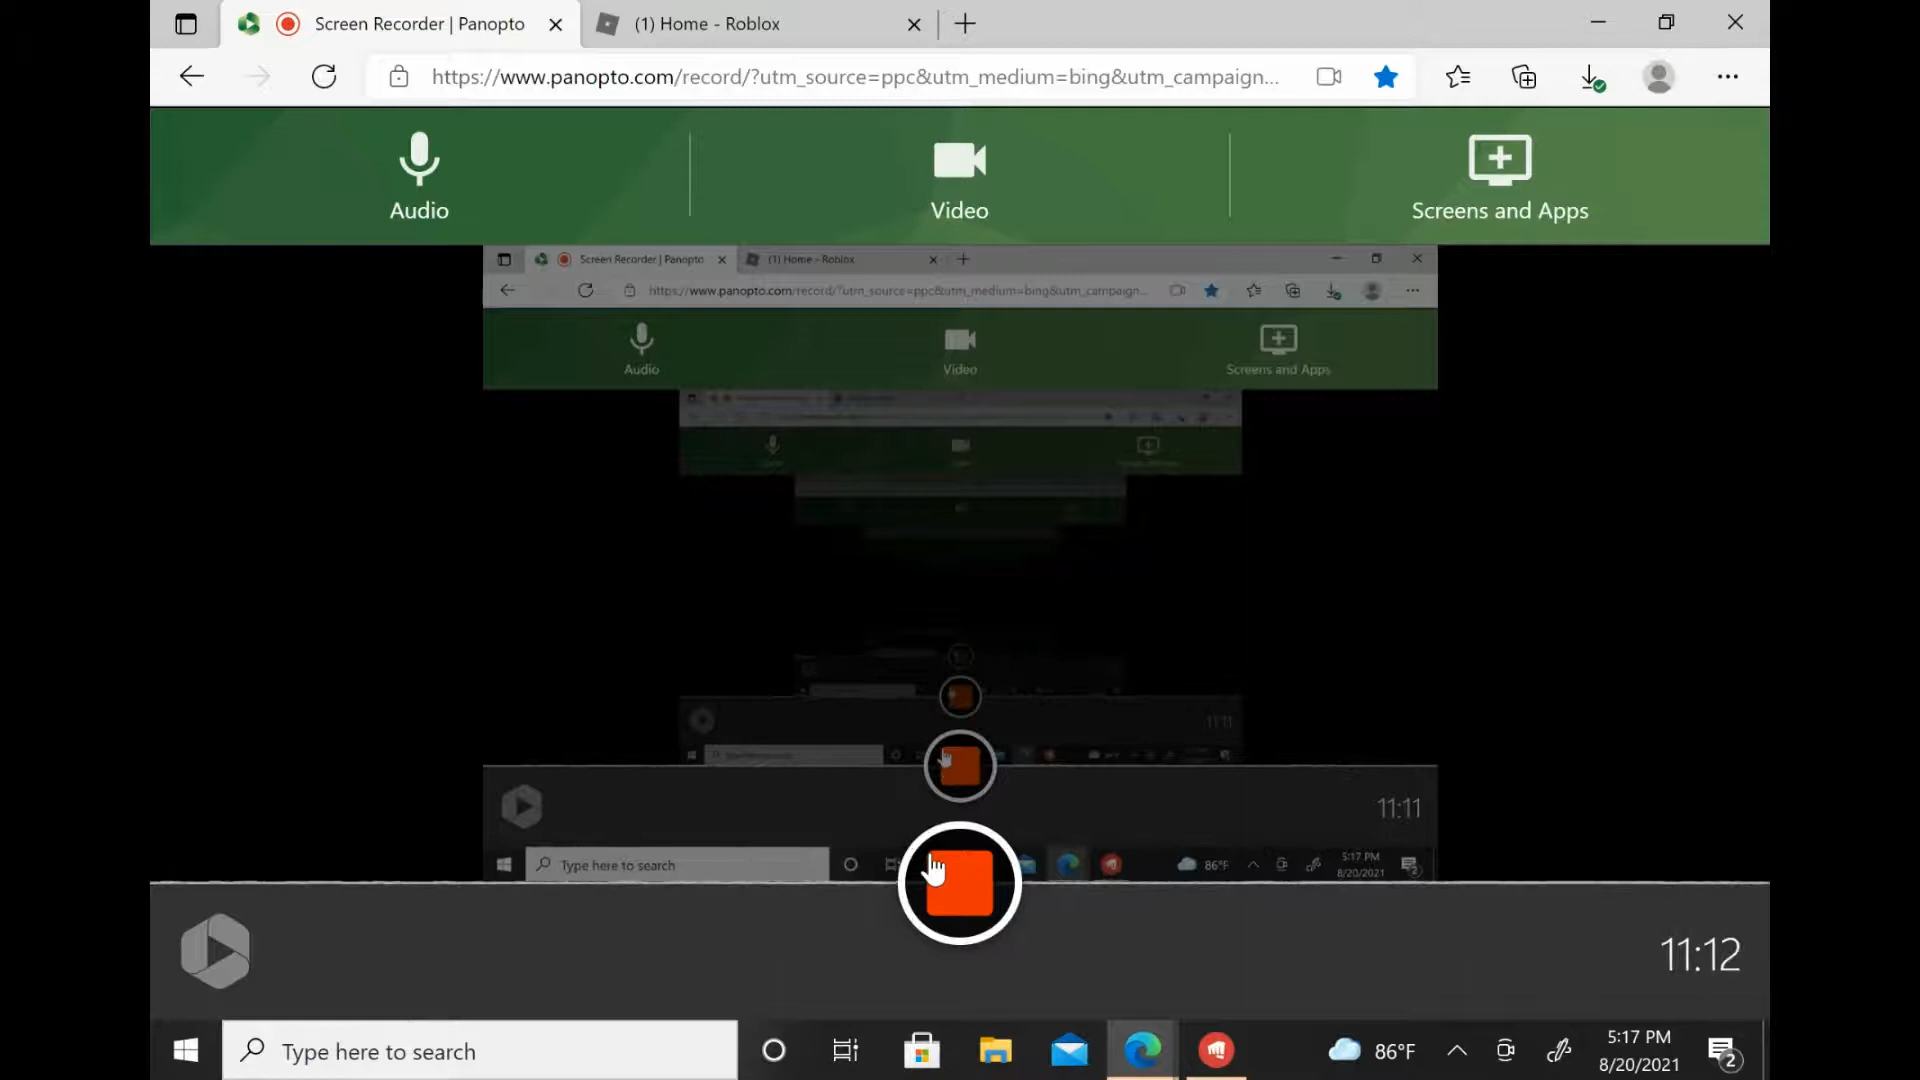 Screen Recorder | Panopto
(1) Home - Roblox
https://www.panopto.com/record/?utm_source=ppc&utm_medium=bing&utm_campaign...
Audio
Video
Screens and Apps
Screen Recorder | Panopto
(1) Home - Roblox
https://www.panopto.com/record/?utm_source=ppc&utm_medium=bing&utm_campaign...
Audio
Video
Screens and Apps
11:11
11:11
Type here to search
86°F
5:17 PM
8/20/2021
11:12
Type here to search
86°F
5:17 PM
8/20/2021
2